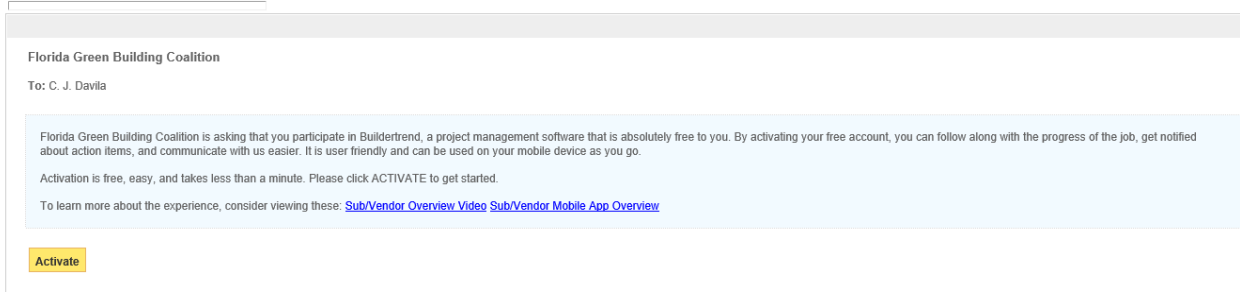 Florida Green Building Coalition
To: C. J. Davila
Florida Green Building Coalition is asking that you participate in Buildertrend, a project management software that is absolutely free to you. By activating your free account, you can follow along with the progress of the job, get notified
about action items, and communicate with us easier. It is user friendly and can be used on your mobile device as you go.
Activation is free, easy, and takes less than a minute. Please click ACTIVATE to get started.
To learn more about the experience, consider viewing these: Sub/Vendor Overview Video Sub/Vendor Mobile App Overview
Activate